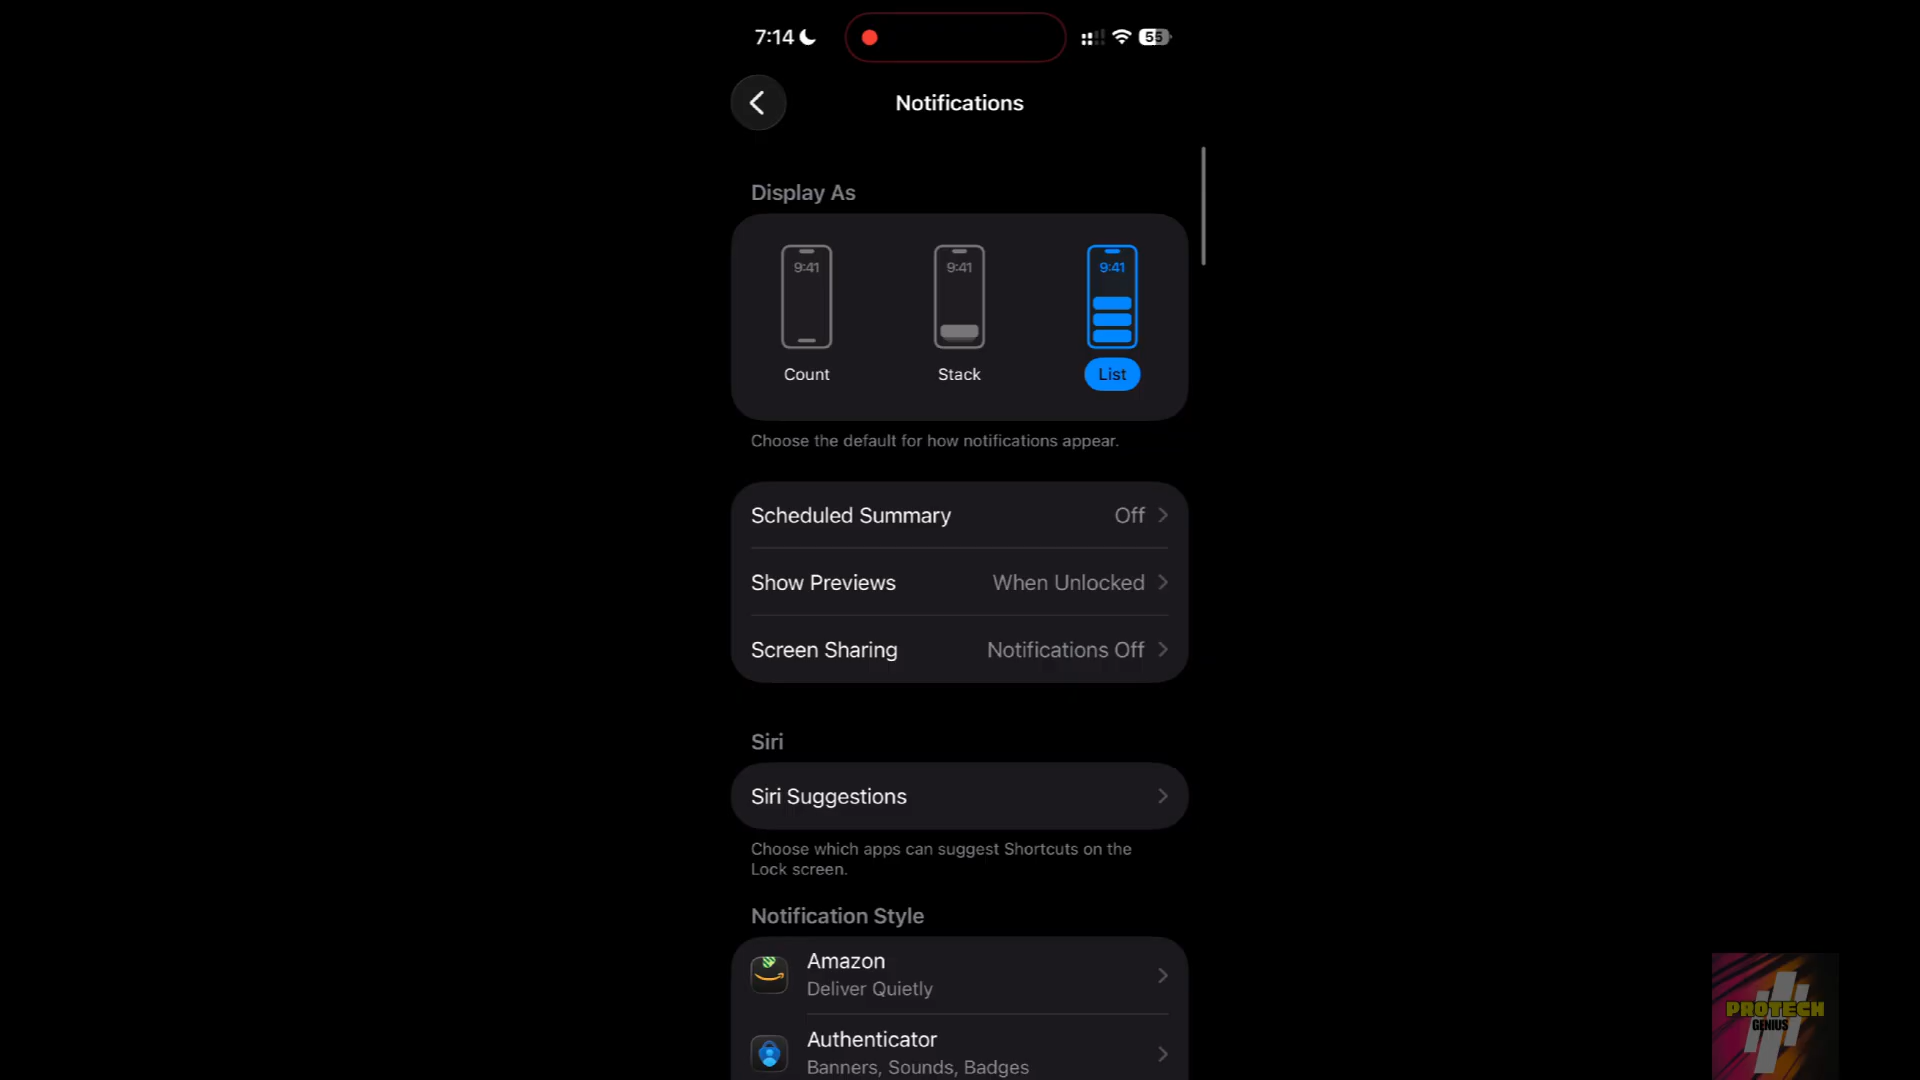 7:14
55
Notifications
Display As
9:41
9:41
9:41
Count
Stack
List
Choose the default for how notifications appear.
Scheduled Summary
Off
Show Previews
When Unlocked
Screen Sharing
Notifications Off
Siri
Siri Suggestions
Choose which apps can suggest Shortcuts on the
Lock screen.
Notification Style
Amazon
Deliver Quietly
Authenticator
Banners, Sounds, Badges
PROTECH
GENIUS